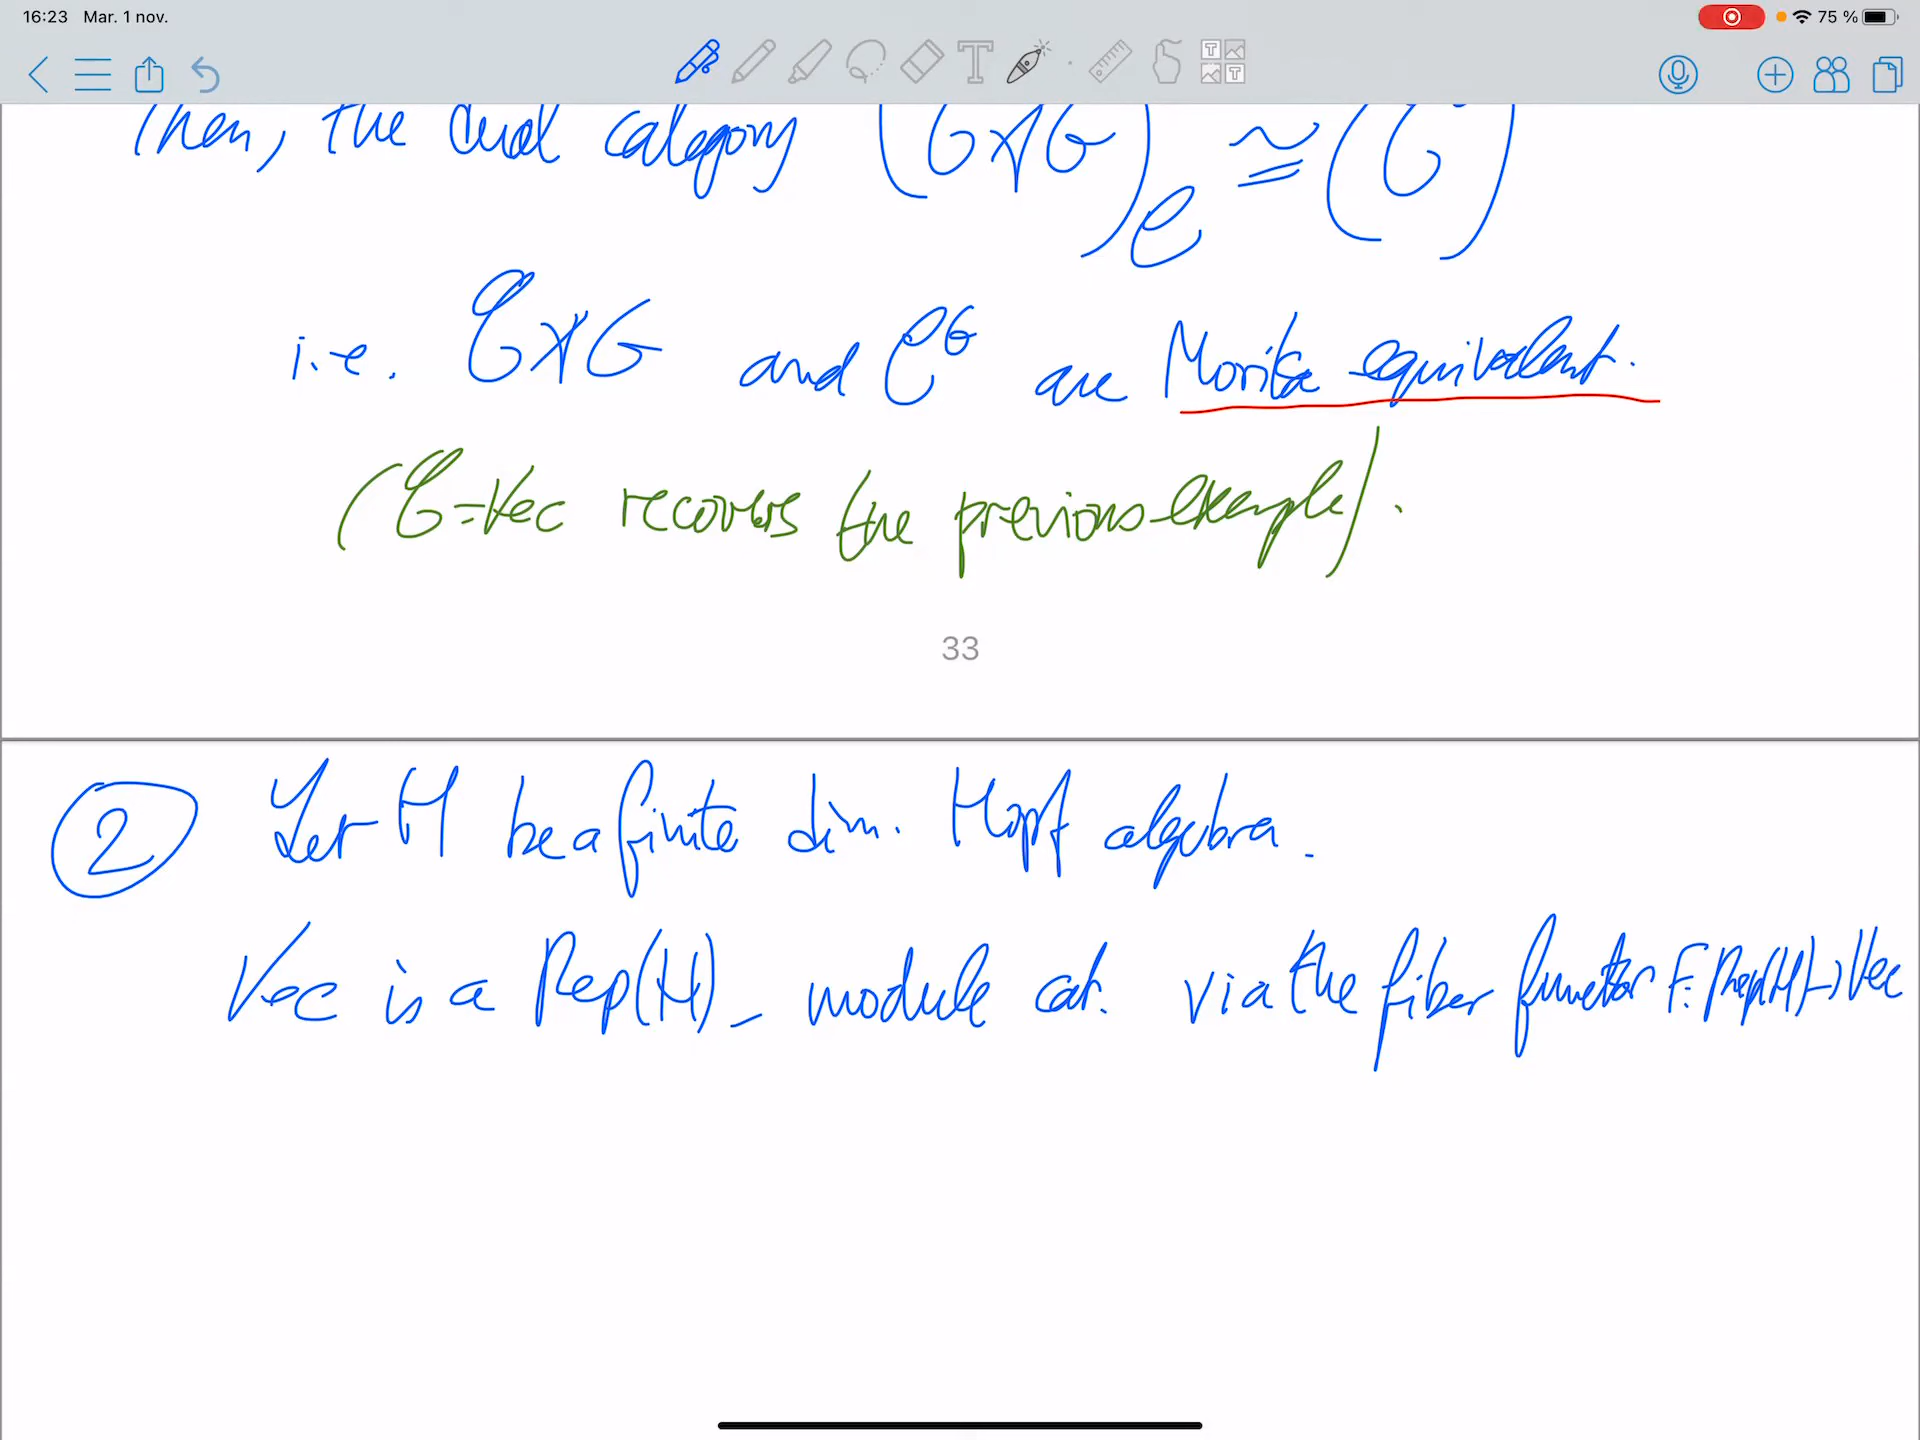 16:23 Mar. 1 nov. 75 %
Then, the dual category (C⋊G)_C ≅ (C )
i.e. C⋊G and C^G are Morita equivalent.
(C=Vec recovers the previous example).
33
2 Let H be a finite dim. Hopf algebra.
Vec is a Rep(H)- module cat. via the fiber functor F: Rep(H)→Vec